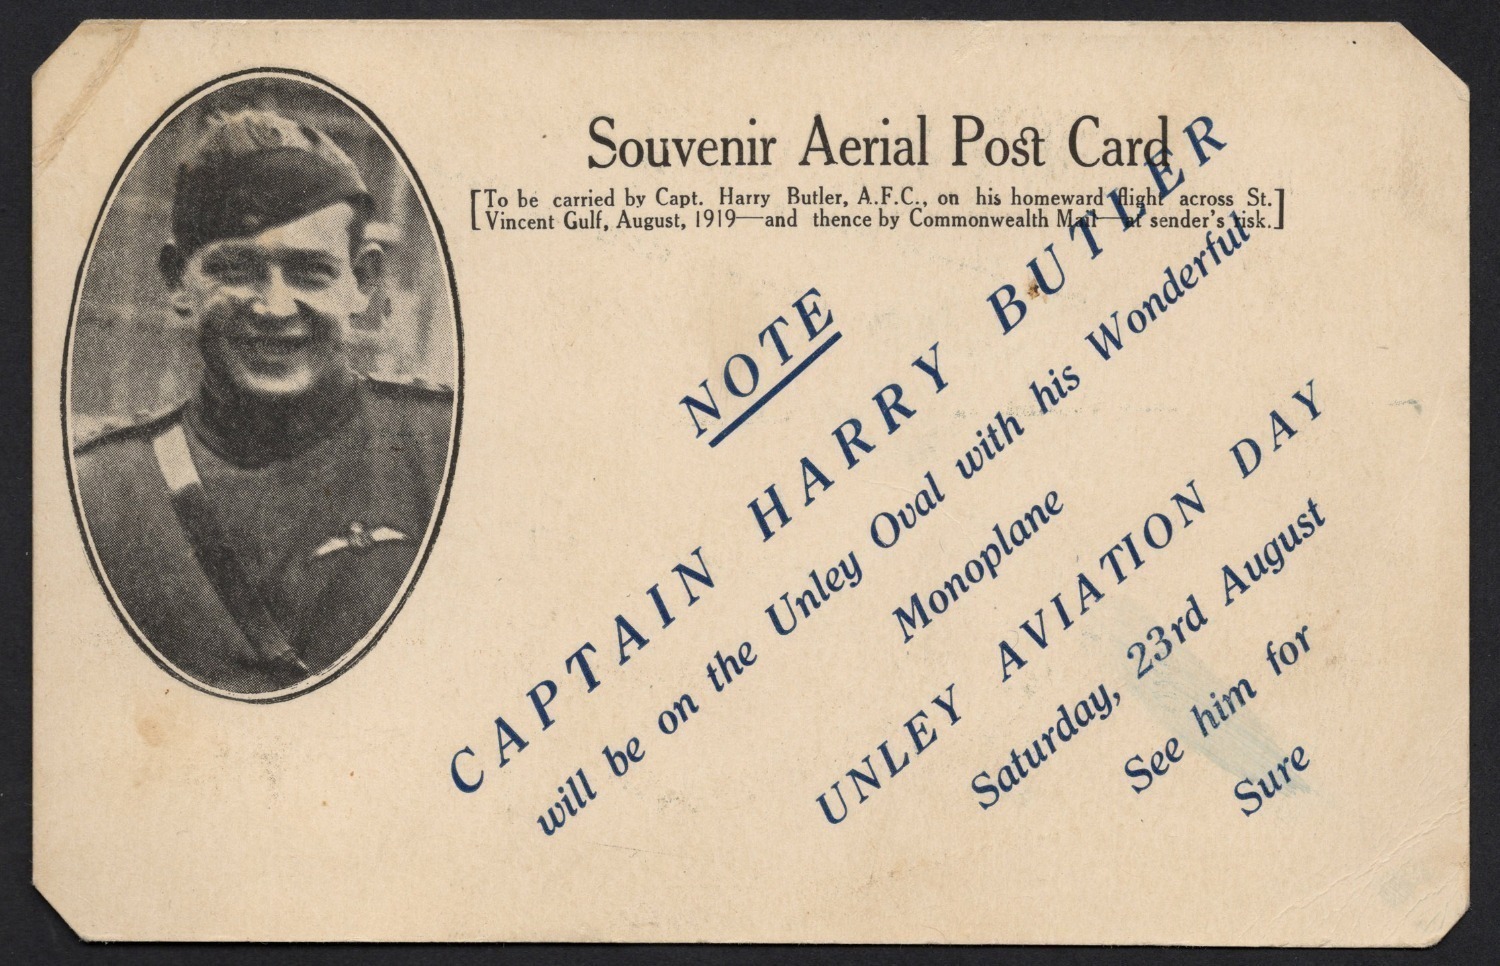 Souvenir Aerial Post Card
[To be carried by Capt. Harry Butler, A.F.C., on his homeward flight across St.
Vincent Gulf, August, 1919—and thence by Commonwealth Mail—at sender's risk.]
NOTE
CAPTAIN HARRY BUTLER
will be on the Unley Oval with his Wonderful
Monoplane
UNLEY AVIATION DAY
Saturday, 23rd August
See him for
Sure